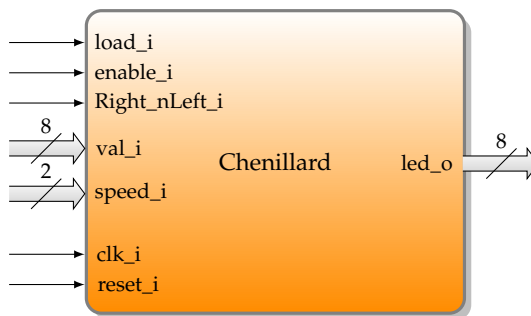 load_i
enable_i
Right_nLeft_i
8
val_i
2
speed_i
Chenillard
led_o
8
clk_i
reset_i